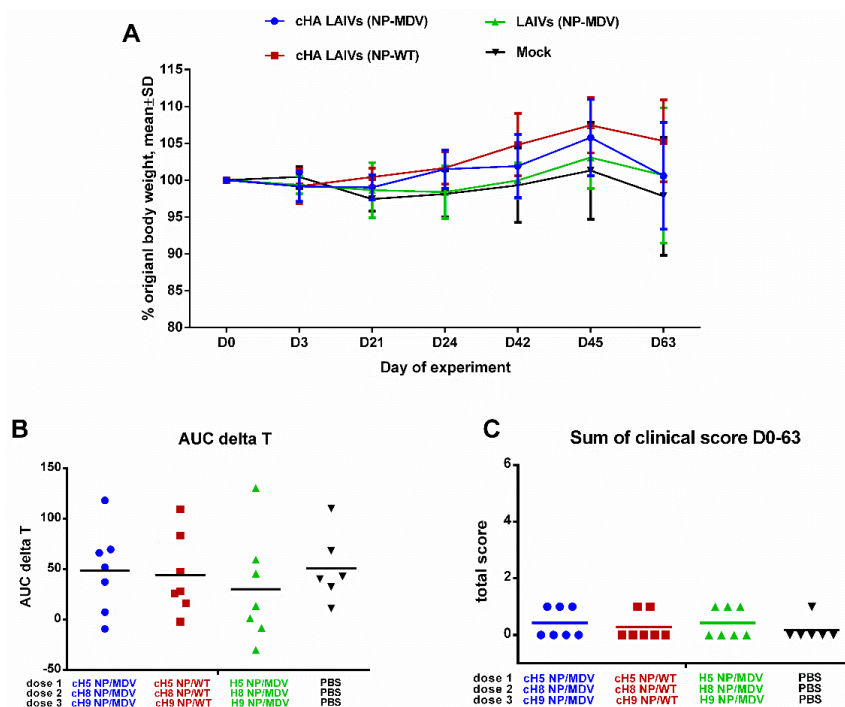 A
cHA LAIVs (NP-MDV)
LAIVs (NP-MDV)
cHA LAIVs (NP-WT)
Mock
% origianl body weight, mean±SD
115
110
105
100
95
90
85
80
D0 D3 D21 D24 D42 D45 D63
Day of experiment
B
AUC delta T
AUC delta T
150
100
50
0
-50
dose 1 cH5 NP/MDV cH5 NP/WT H5 NP/MDV PBS
dose 2 cH8 NP/MDV cH8 NP/WT H8 NP/MDV PBS
dose 3 cH9 NP/MDV cH9 NP/WT H9 NP/MDV PBS
C
Sum of clinical score D0-63
total score
6
4
2
0
dose 1 cH5 NP/MDV cH5 NP/WT H5 NP/MDV PBS
dose 2 cH8 NP/MDV cH8 NP/WT H8 NP/MDV PBS
dose 3 cH9 NP/MDV cH9 NP/WT H9 NP/MDV PBS